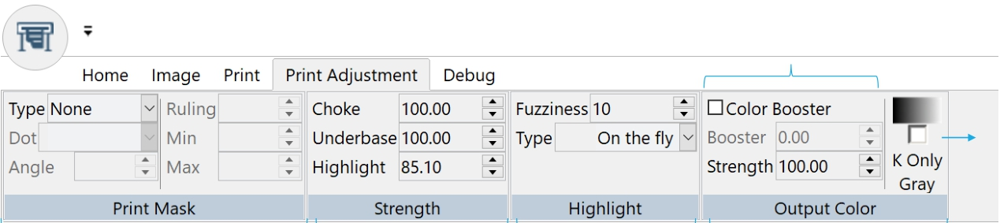 Home Image Print Print Adjustment Debug
Type None Ruling Choke 100.00 Fuzziness 10 Color Booster
Dot Min Underbase 100.00 Type On the fly Booster 0.00
Angle Max Highlight 85.10 Strength 100.00 K Only
Gray
Print Mask Strength Highlight Output Color